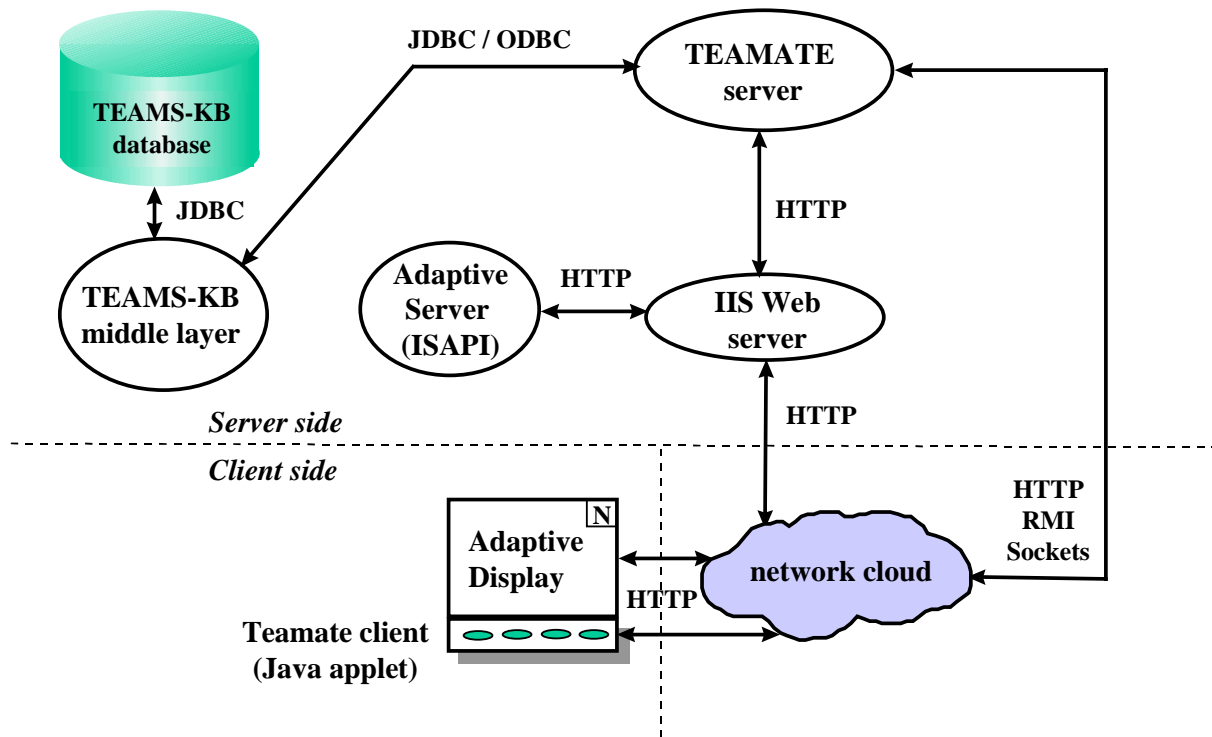 JDBC / ODBC
TEAMATE
server
TEAMS-KB
database
JDBC
HTTP
TEAMS-KB
middle layer
Adaptive
Server
(ISAPI)
HTTP
IIS Web
server
Server side
HTTP
Client side
N
Adaptive
Display
HTTP
RMI
Sockets
network cloud
HTTP
Teamate client
(Java applet)